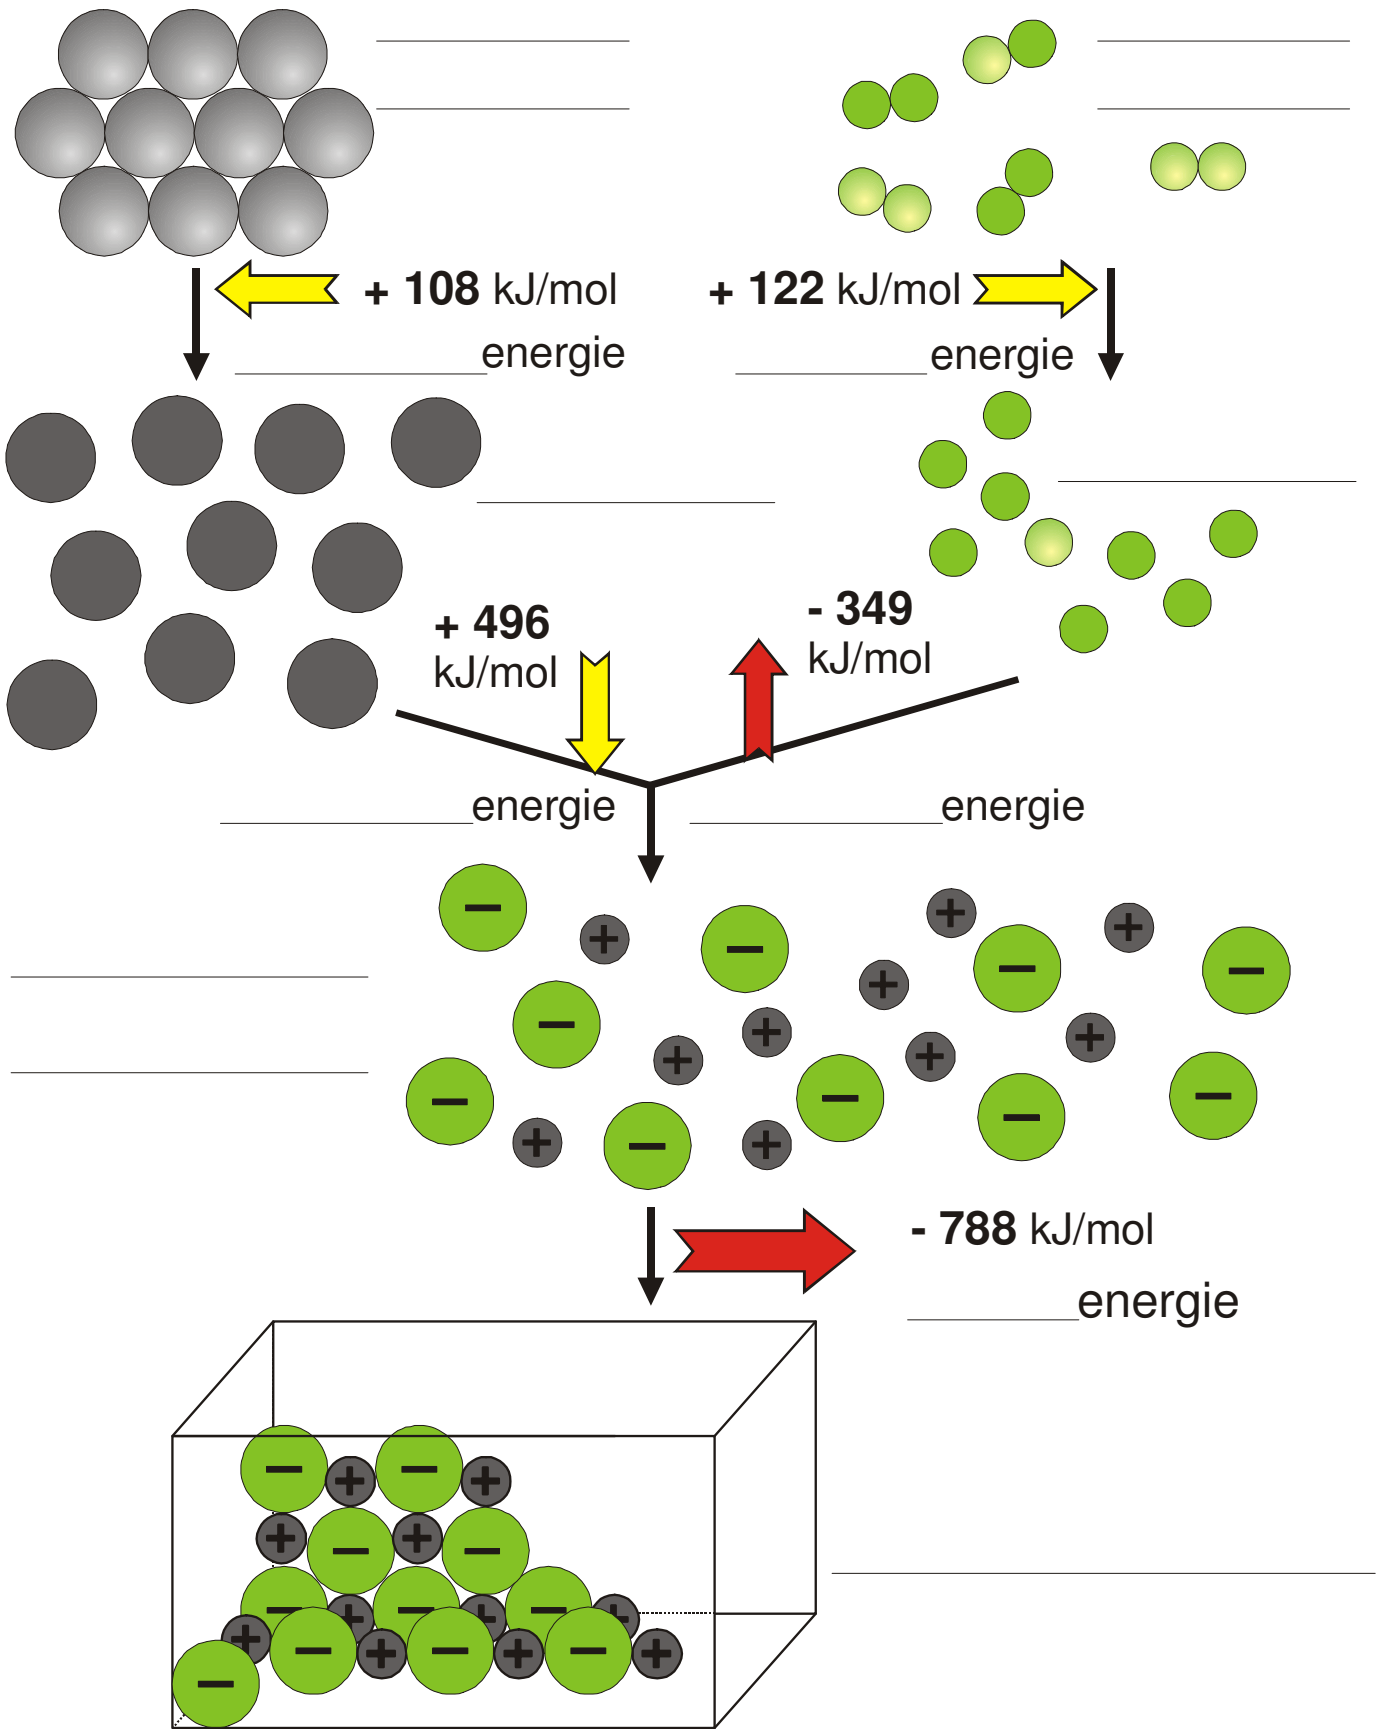 + 108 kJ/mol
+ 122 kJ/mol
energie
energie
+ 496
kJ/mol
- 349
kJ/mol
energie
energie
- 788 kJ/mol
energie